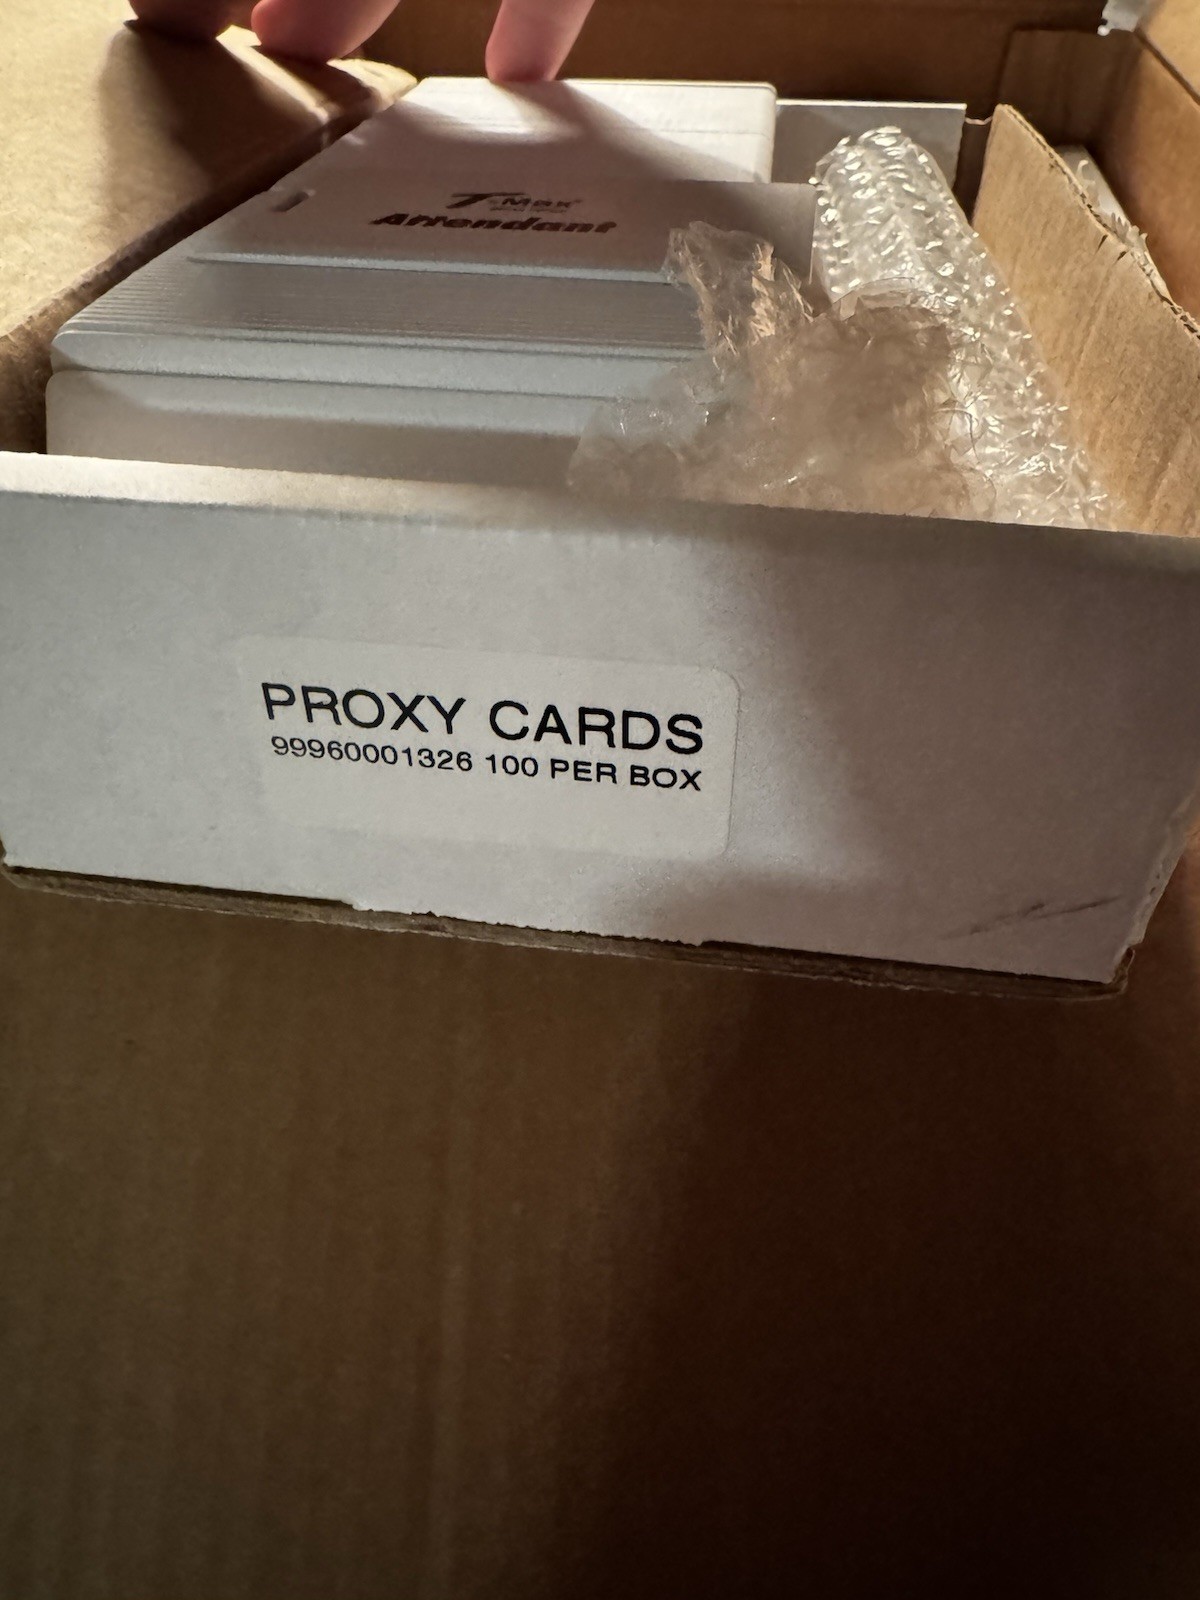 T-Max®
Attendant
PROXY CARDS
99960001326 100 PER BOX